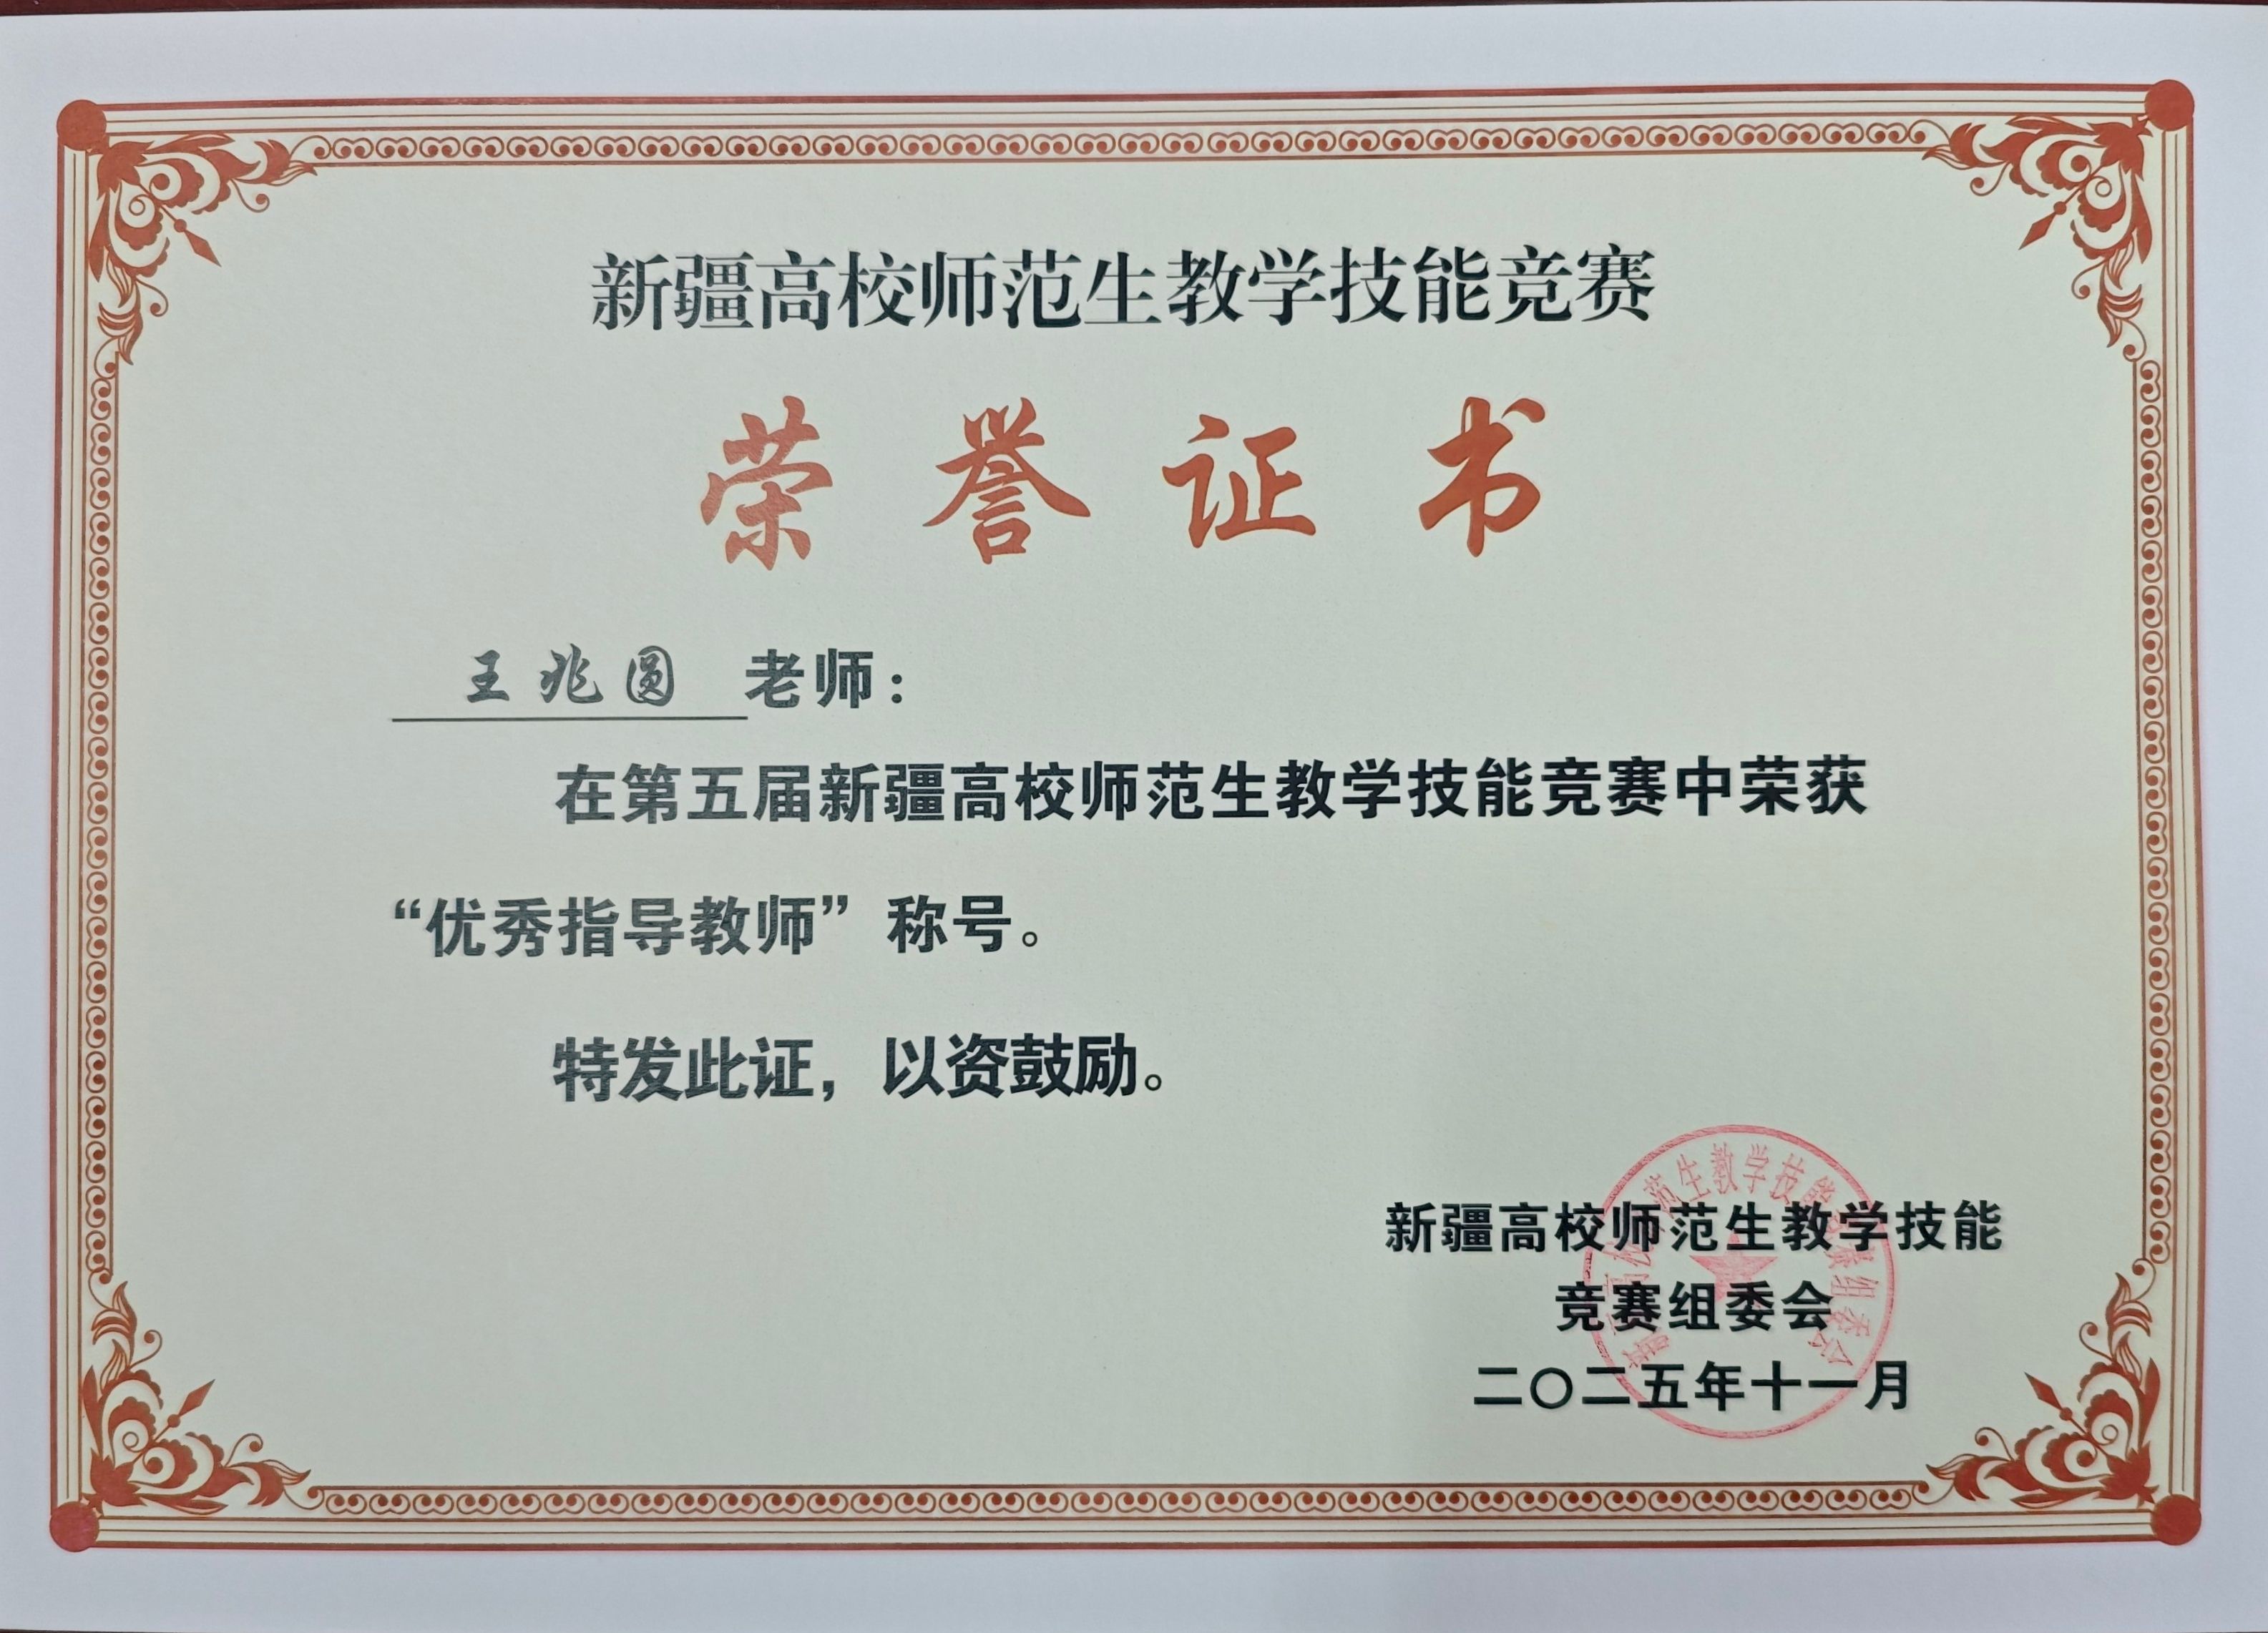 新疆高校师范生教学技能竞赛
荣誉证书
王兆圆 老师：
在第五届新疆高校师范生教学技能竞赛中荣获
“优秀指导教师”称号。
特发此证，以资鼓励。
新疆高校师范生教学技能
竞赛组委会
二〇二五年十一月